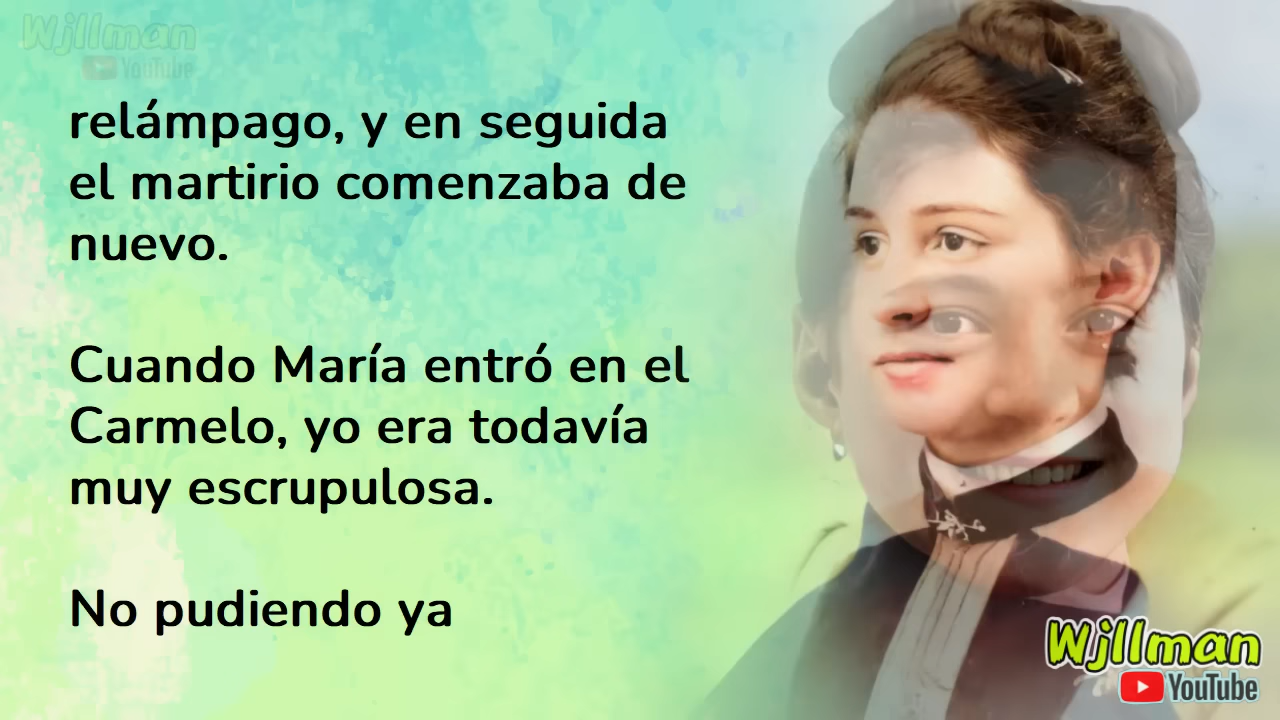 Wjllman
YouTube
relámpago, y en seguida
el martirio comenzaba de
nuevo.
Cuando María entró en el
Carmelo, yo era todavía
muy escrupulosa.
No pudiendo ya
Wjllman
YouTube